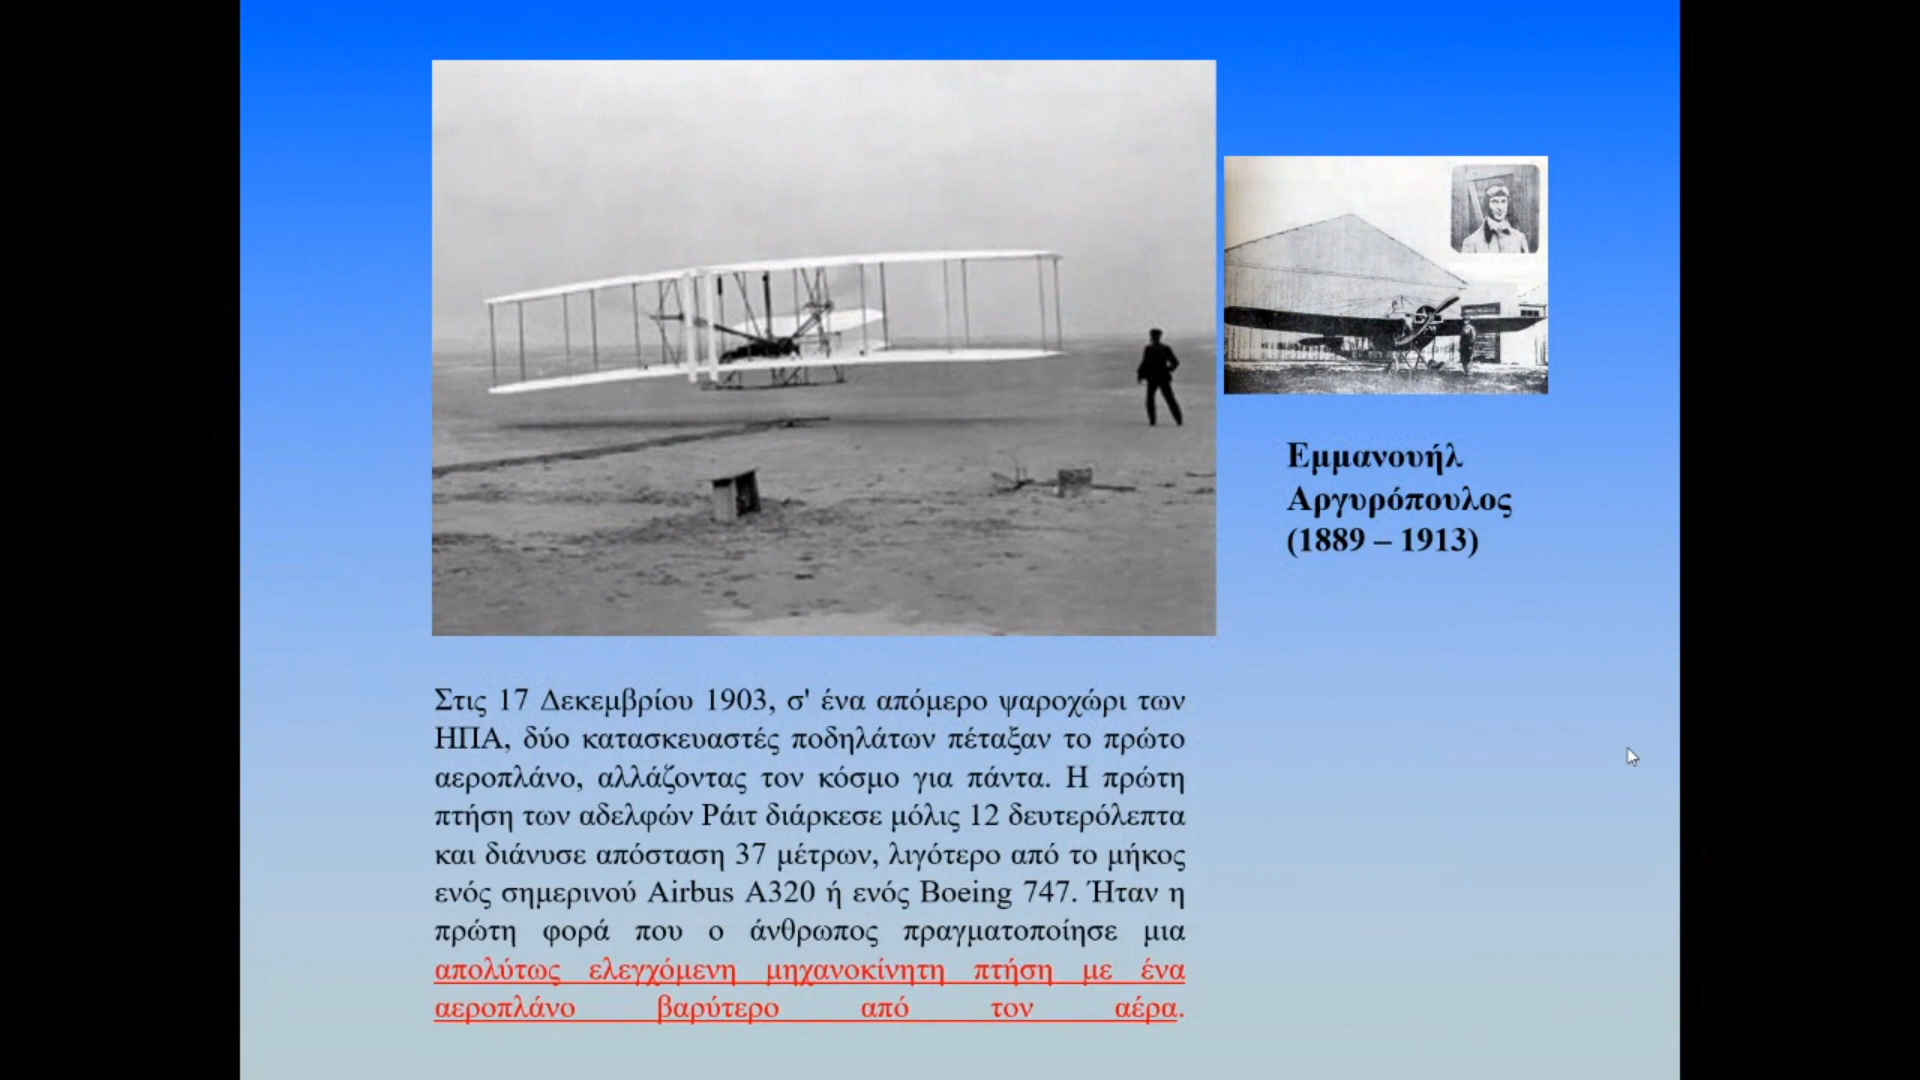 Εμμανουήλ
Αργυρόπουλος
(1889 – 1913)
Στις 17 Δεκεμβρίου 1903, σ' ένα απόμερο ψαροχώρι των
ΗΠΑ, δύο κατασκευαστές ποδηλάτων πέταξαν το πρώτο
αεροπλάνο, αλλάζοντας τον κόσμο για πάντα. Η πρώτη
πτήση των αδελφών Ράιτ διάρκεσε μόλις 12 δευτερόλεπτα
και διάνυσε απόσταση 37 μέτρων, λιγότερο από το μήκος
ενός σημερινού Airbus A320 ή ενός Boeing 747. Ήταν η
πρώτη φορά που ο άνθρωπος πραγματοποίησε μια
απολύτως ελεγχόμενη μηχανοκίνητη πτήση με ένα
αεροπλάνο βαρύτερο από τον αέρα.